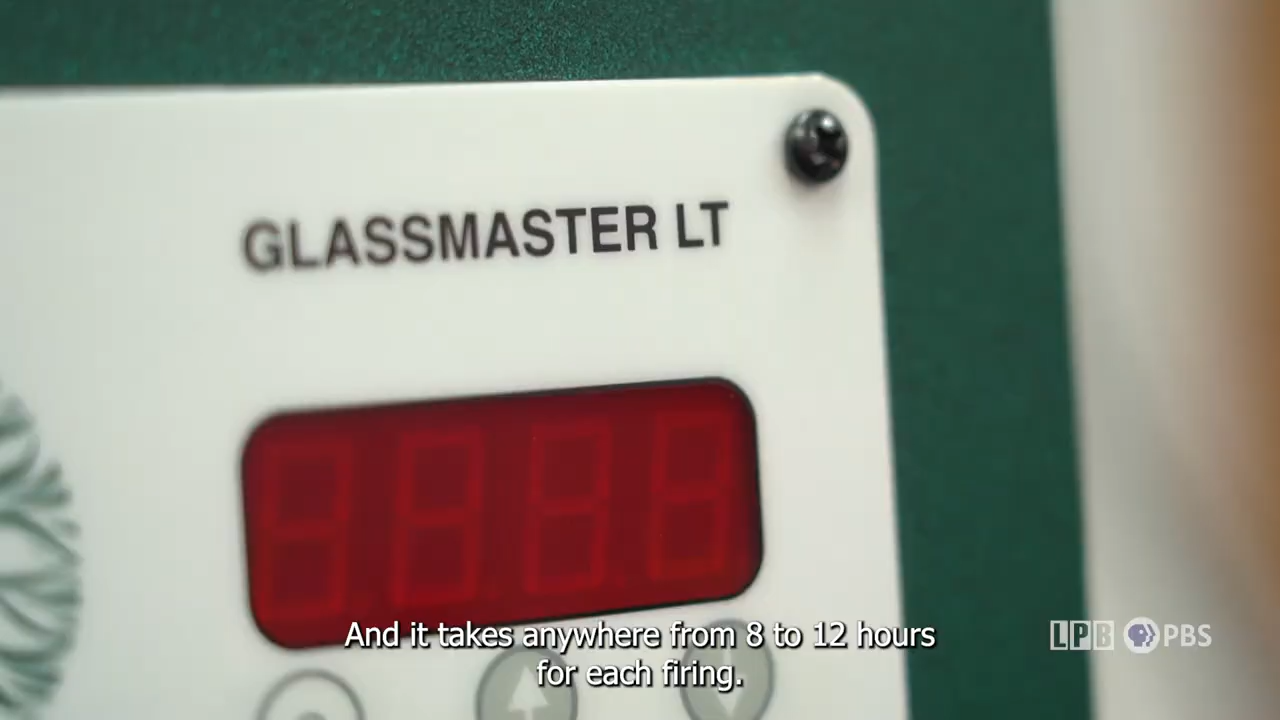 GLASSMASTER LT
And it takes anywhere from 8 to 12 hours
for each firing.
LPB PBS